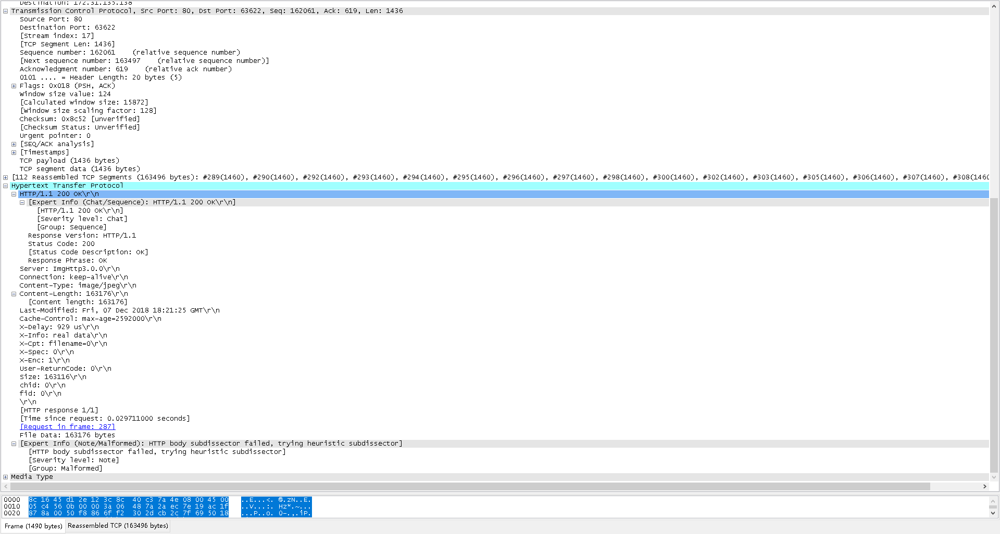 Destination: 172.31.135.138
Transmission Control Protocol, Src Port: 80, Dst Port: 63622, Seq: 162061, Ack: 619, Len: 1436
Source Port: 80
Destination Port: 63622
[Stream index: 17]
[TCP Segment Len: 1436]
Sequence number: 162061    (relative sequence number)
[Next sequence number: 163497    (relative sequence number)]
Acknowledgment number: 619    (relative ack number)
0101 .... = Header Length: 20 bytes (5)
Flags: 0x018 (PSH, ACK)
Window size value: 124
[Calculated window size: 15872]
[Window size scaling factor: 128]
Checksum: 0x8c52 [unverified]
[Checksum Status: Unverified]
Urgent pointer: 0
[SEQ/ACK analysis]
[Timestamps]
TCP payload (1436 bytes)
TCP segment data (1436 bytes)
[112 Reassembled TCP Segments (163496 bytes): #289(1460), #290(1460), #292(1460), #293(1460), #294(1460), #295(1460), #296(1460), #297(1460), #298(1460), #300(1460), #302(1460), #303(1460), #305(1460), #306(1460), #307(1460), #308(1460
Hypertext Transfer Protocol
HTTP/1.1 200 OK\r\n
[Expert Info (Chat/Sequence): HTTP/1.1 200 OK\r\n]
[HTTP/1.1 200 OK\r\n]
[Severity level: Chat]
[Group: Sequence]
Response Version: HTTP/1.1
Status Code: 200
[Status Code Description: OK]
Response Phrase: OK
Server: ImgHttp3.0.0\r\n
Connection: keep-alive\r\n
Content-Type: image/jpeg\r\n
Content-Length: 163176\r\n
[Content length: 163176]
Last-Modified: Fri, 07 Dec 2018 18:21:25 GMT\r\n
Cache-Control: max-age=2592000\r\n
X-Delay: 929 us\r\n
X-Info: real data\r\n
X-Cpt: filename=0\r\n
X-Spec: 0\r\n
X-Enc: 1\r\n
User-ReturnCode: 0\r\n
Size: 163116\r\n
chid: 0\r\n
fid: 0\r\n
\r\n
[HTTP response 1/1]
[Time since request: 0.029711000 seconds]
[Request in frame: 287]
File Data: 163176 bytes
[Expert Info (Note/Malformed): HTTP body subdissector failed, trying heuristic subdissector]
[HTTP body subdissector failed, trying heuristic subdissector]
[Severity level: Note]
[Group: Malformed]
Media Type
0000  8c 16 45 d1 2e 12 3c 8c  40 c3 7a 4e 08 00 45 00   ..E...<. @.zN..E.
0010  05 c4 56 0b 00 00 3a 06  48 7a 2a ec 7e 19 ac 1f   ..V...:. Hz*.~...
0020  87 8a 00 50 f8 86 6f f2  30 2d cb 2c 7f 69 50 18   ...P..o. 0-.,.iP.
Frame (1490 bytes)  Reassembled TCP (163496 bytes)